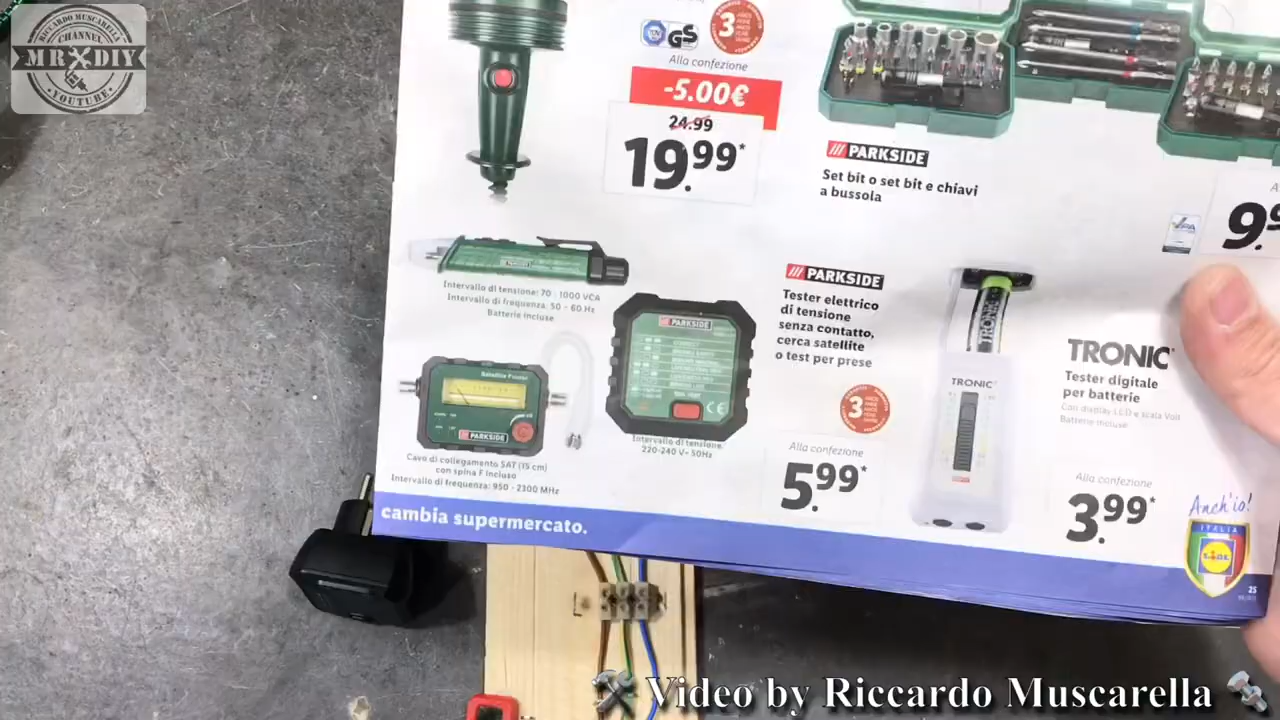 RICCARDO MUSCARELLA
CHANNEL
MR DIY
YOUTUBE
GS
3
Alla confezione
-5.00€
24.99
19.99*
PARKSIDE
Set bit o set bit e chiavi
a bussola
9.9
Intervallo di tensione: 70 - 1000 VCA
Intervallo di frequenza: 50 - 60 Hz
Batterie incluse
PARKSIDE
Satellite Finder
PARKSIDE
Cavo di collegamento SAT (15 cm)
con spina F incluso
Intervallo di frequenza: 950 - 2300 MHz
Intervallo di tensione:
220-240 V~ 50Hz
PARKSIDE
Tester elettrico
di tensione
senza contatto,
cerca satellite
o test per prese
3
Alla confezione
5.99*
TRONIC
TRONIC
TRONIC
Tester digitale
per batterie
Con display LED e scala Volt
Batterie incluse
Alla confezione
3.99*
cambia supermercato.
Anch'io!
ITALIA
LIDL
25
Video by Riccardo Muscarella